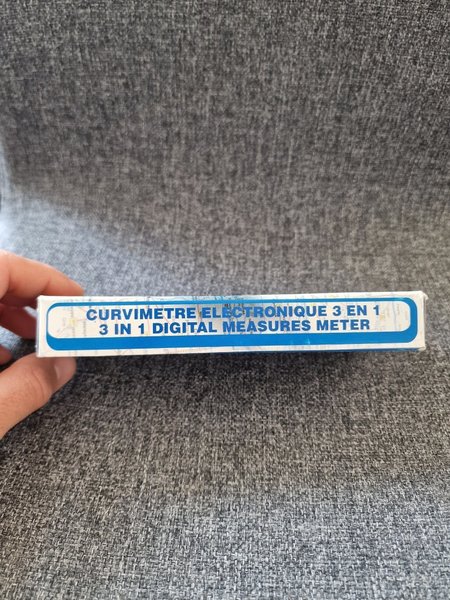 CURVIMETRE ELECTRONIQUE 3 EN 1
3 IN 1 DIGITAL MEASURES METER